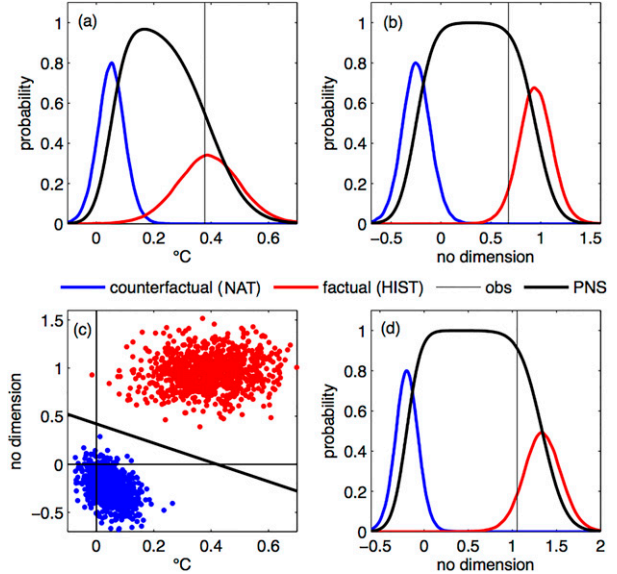 (a)
probability
1
0.8
0.6
0.4
0.2
0
0 0.2 0.4 0.6
°C
(b)
probability
1
0.8
0.6
0.4
0.2
0
−0.5 0 0.5 1 1.5
no dimension
counterfactual (NAT) factual (HIST) obs PNS
(c)
no dimension
1.5
1
0.5
0
−0.5
0 0.2 0.4 0.6
°C
(d)
probability
1
0.8
0.6
0.4
0.2
0
−0.5 0 0.5 1 1.5 2
no dimension